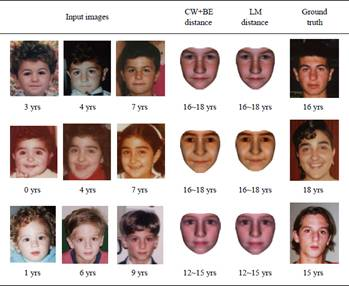 Input images CW+BE distance LM distance Ground truth
3 yrs 4 yrs 7 yrs 16~18 yrs 16~18 yrs 16 yrs
0 yrs 4 yrs 7 yrs 16~18 yrs 16~18 yrs 18 yrs
1 yrs 6 yrs 9 yrs 12~15 yrs 12~15 yrs 15 yrs